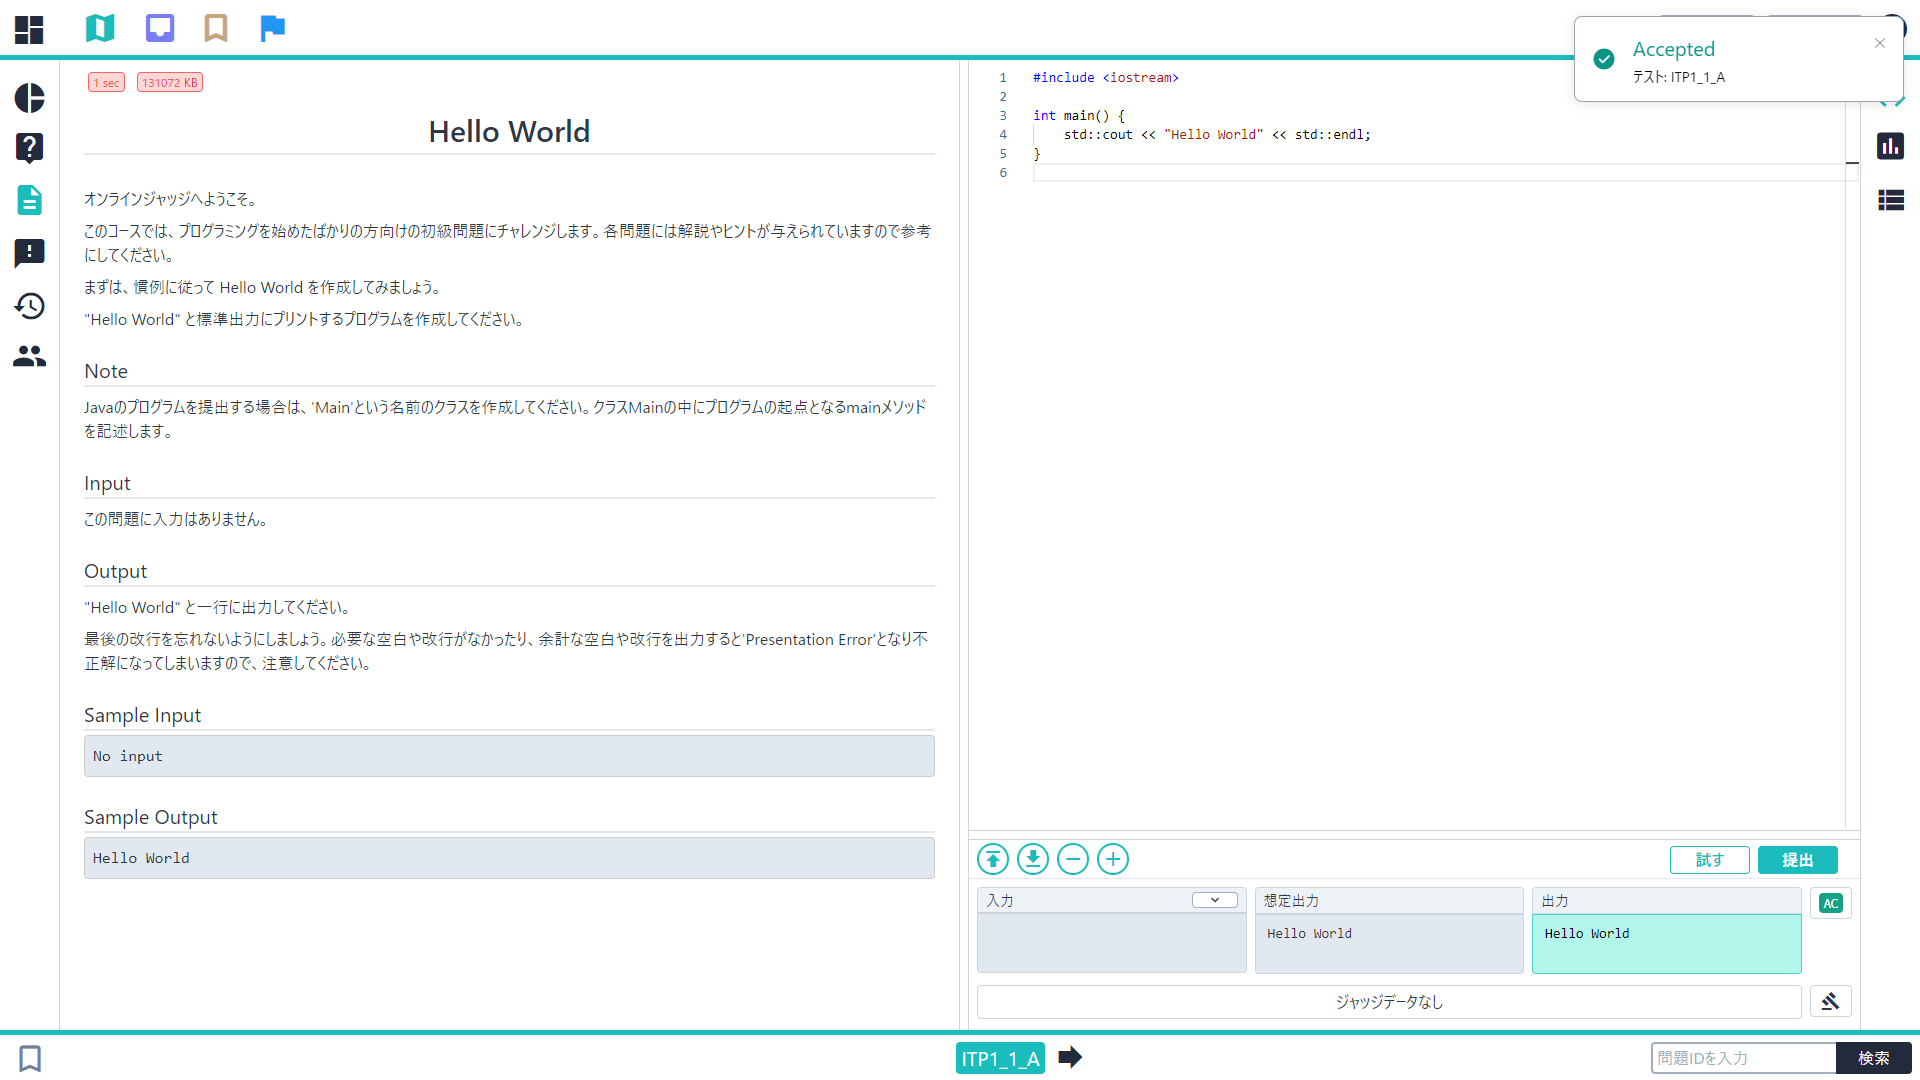 Accepted
テスト: ITP1_1_A
1 sec
131072 KB
Hello World
オンラインジャッジへようこそ。
このコースでは、プログラミングを始めたばかりの方向けの初級問題にチャレンジします。各問題には解説やヒントが与えられていますので参考
にしてください。
まずは、慣例に従って Hello World を作成してみましょう。
"Hello World" と標準出力にプリントするプログラムを作成してください。
Note
Javaのプログラムを提出する場合は、'Main'という名前のクラスを作成してください。クラスMainの中にプログラムの起点となるmainメソッド
を記述します。
Input
この問題に入力はありません。
Output
"Hello World" と一行に出力してください。
最後の改行を忘れないようにしましょう。必要な空白や改行がなかったり、余計な空白や改行を出力すると'Presentation Error'となり不
正解になってしまいますので、注意してください。
Sample Input
No input
Sample Output
Hello World
1 #include <iostream>
2
3 int main() {
4 std::cout << "Hello World" << std::endl;
5 }
6
試す
提出
入力
想定出力
出力
AC
Hello World
Hello World
ジャッジデータなし
ITP1_1_A
問題IDを入力
検索